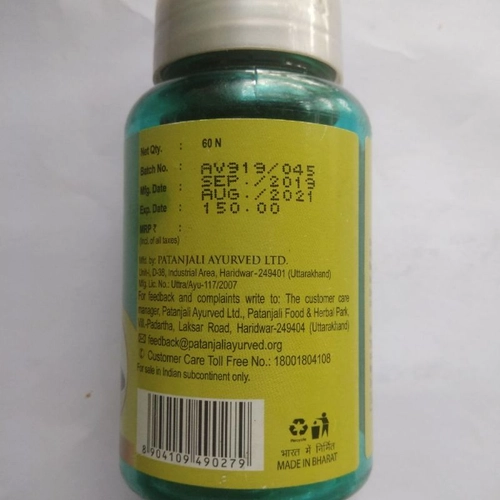 Net Qty. : 60 N
Batch No. : AV919/045
Mfg. Date : SEP./2019
Exp. Date : AUG./2021
MRP ₹ : 150.00
(Incl. of all taxes)
Mfg. by: PATANJALI AYURVED LTD.
Unit-I, D-38, Industrial Area, Haridwar-249401 (Uttarakhand)
Mfg. Lic. No.: Uttra/Ayu-117/2007
For feedback and complaints write to: The customer care
manager, Patanjali Ayurved Ltd., Patanjali Food & Herbal Park,
Vill.-Padartha, Laksar Road, Haridwar-249404 (Uttarakhand)
feedback@patanjaliayurved.org
Customer Care Toll Free No.: 18001804108
For sale in Indian subcontinent only.
8 904109 490279
Recycle
भारत में निर्मित
MADE IN BHARAT